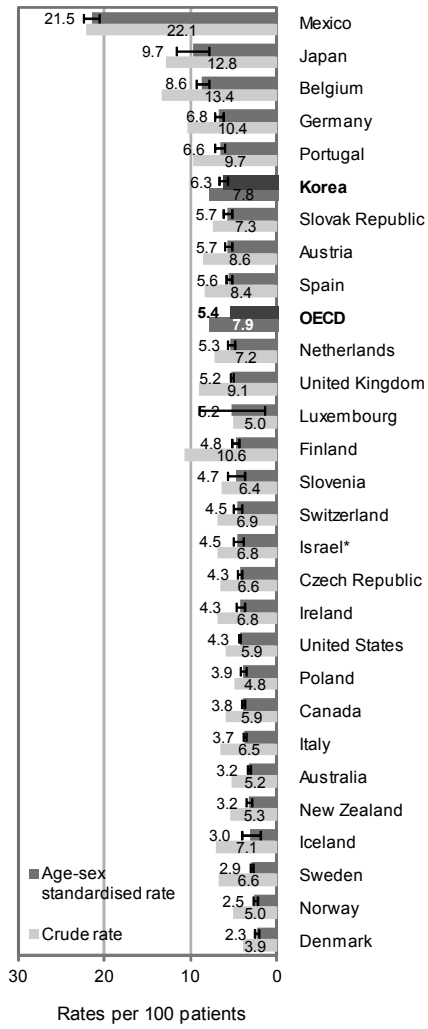 21.5 Mexico
22.1
9.7 Japan
12.8
8.6 Belgium
13.4
6.8 Germany
10.4
6.6 Portugal
9.7
6.3 Korea
7.8
5.7 Slovak Republic
7.3
5.7 Austria
8.6
5.6 Spain
8.4
5.4 OECD
7.9
5.3 Netherlands
7.2
5.2 United Kingdom
9.1
5.2 Luxembourg
5.0
4.8 Finland
10.6
4.7 Slovenia
6.4
4.5 Switzerland
6.9
4.5 Israel*
6.8
4.3 Czech Republic
6.6
4.3 Ireland
6.8
4.3 United States
5.9
3.9 Poland
4.8
3.8 Canada
5.9
3.7 Italy
6.5
3.2 Australia
5.2
3.2 New Zealand
5.3
3.0 Iceland
7.1
2.9 Sweden
6.6
2.5 Norway
5.0
2.3 Denmark
3.9
Age-sex
standardised rate
Crude rate
30 20 10 0
Rates per 100 patients